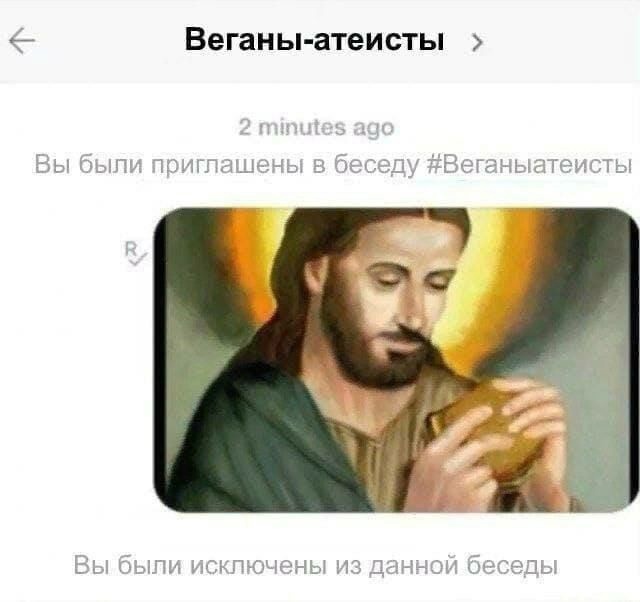 Веганы-атеисты
2 minutes ago
Вы были приглашены в беседу #Веганыатеисты
R
Вы были исключены из данной беседы